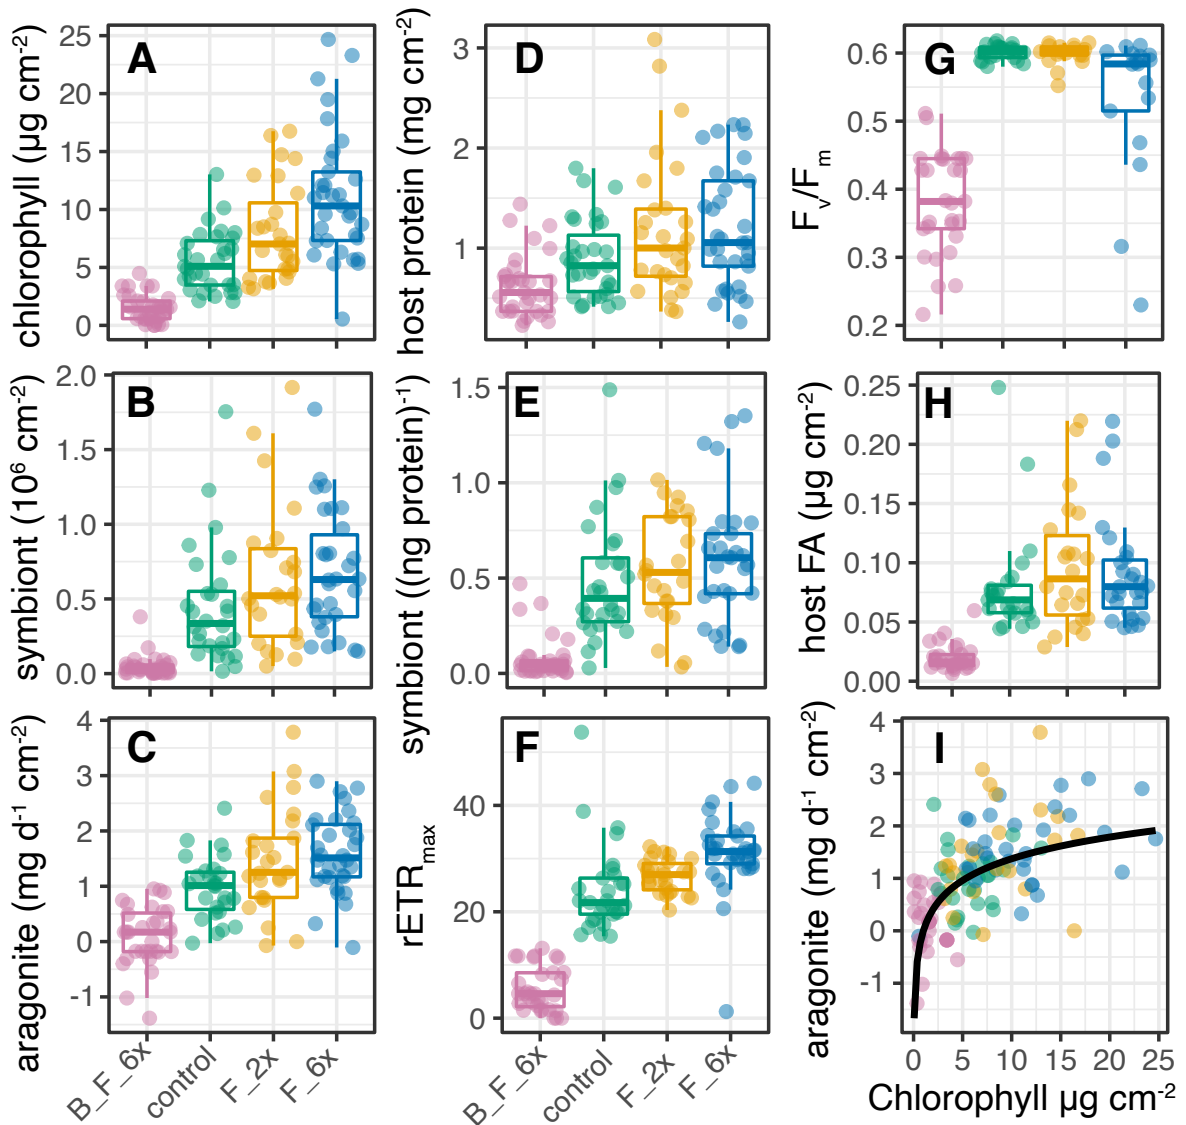 A
chlorophyll (µg cm-2)
25
20
15
10
5
0
D
host protein (mg cm-2)
3
2
1
G
Fv/Fm
0.6
0.5
0.4
0.3
0.2
B
symbiont (10⁶ cm-2)
2.0
1.5
1.0
0.5
0.0
E
symbiont ((ng protein)-1)
1.5
1.0
0.5
0.0
H
host FA (µg cm-2)
0.25
0.20
0.15
0.10
0.05
0.00
C
aragonite (mg d-1 cm-2)
4
3
2
1
0
-1
B_F_6x
control
F_2x
F_6x
F
rETRmax
40
20
0
B_F_6x
control
F_2x
F_6x
I
aragonite (mg d-1 cm-2)
4
3
2
1
0
-1
0 5 10 15 20 25
Chlorophyll µg cm-2